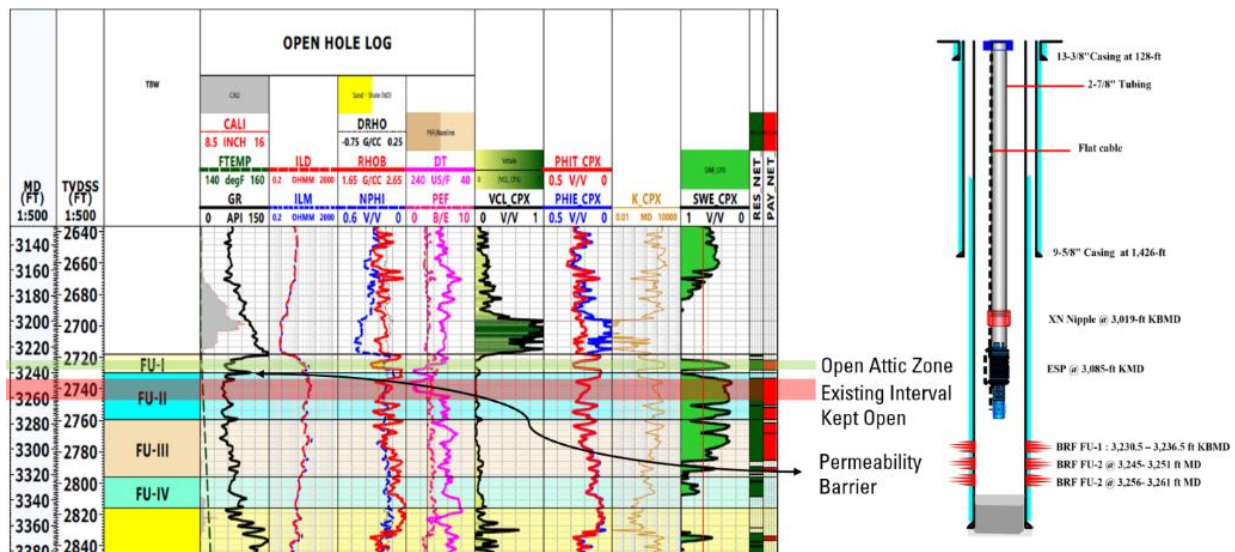 OPEN HOLE LOG
TBW
CALI
Sand - Shale (ND)
PEF/Baseline
CALI
DRHO
8.5 INCH 16
-0.75 G/CC 0.25
FTEMP
ILD
RHOB
DT
PHIT_CPX
140 degF 160
0.2 OHMM 2000
1.65 G/CC 2.65
240 US/F 40
0.5 V/V 0
MD
(FT)
1:500
TVDSS
(FT)
1:500
GR
ILM
NPHI
PEF
VCL_CPX
PHIE_CPX
K_CPX
SWE_CPX
RES_NET
PAY_NET
0 API 150
0.2 OHMM 2000
0.6 V/V 0
0 B/E 10
0 V/V 1
0.5 V/V 0
0.01 MD 10000
1 V/V 0
3140
3160
3180
3200
3220
3240
3260
3280
3300
3320
3340
3360
3380
2640
2660
2680
2700
2720
2740
2760
2780
2800
2820
2840
FU-I
FU-II
FU-III
FU-IV
Open Attic Zone
Existing Interval
Kept Open
Permeability
Barrier
13-3/8"Casing at 128-ft
2-7/8" Tubing
Flat cable
9-5/8" Casing at 1,426-ft
XN Nipple @ 3,019-ft KBMD
ESP @ 3,085-ft KMD
BRF FU-1 : 3,230.5 – 3,236.5 ft KBMD
BRF FU-2 @ 3,245- 3,251 ft MD
BRF FU-2 @ 3,256- 3,261 ft MD